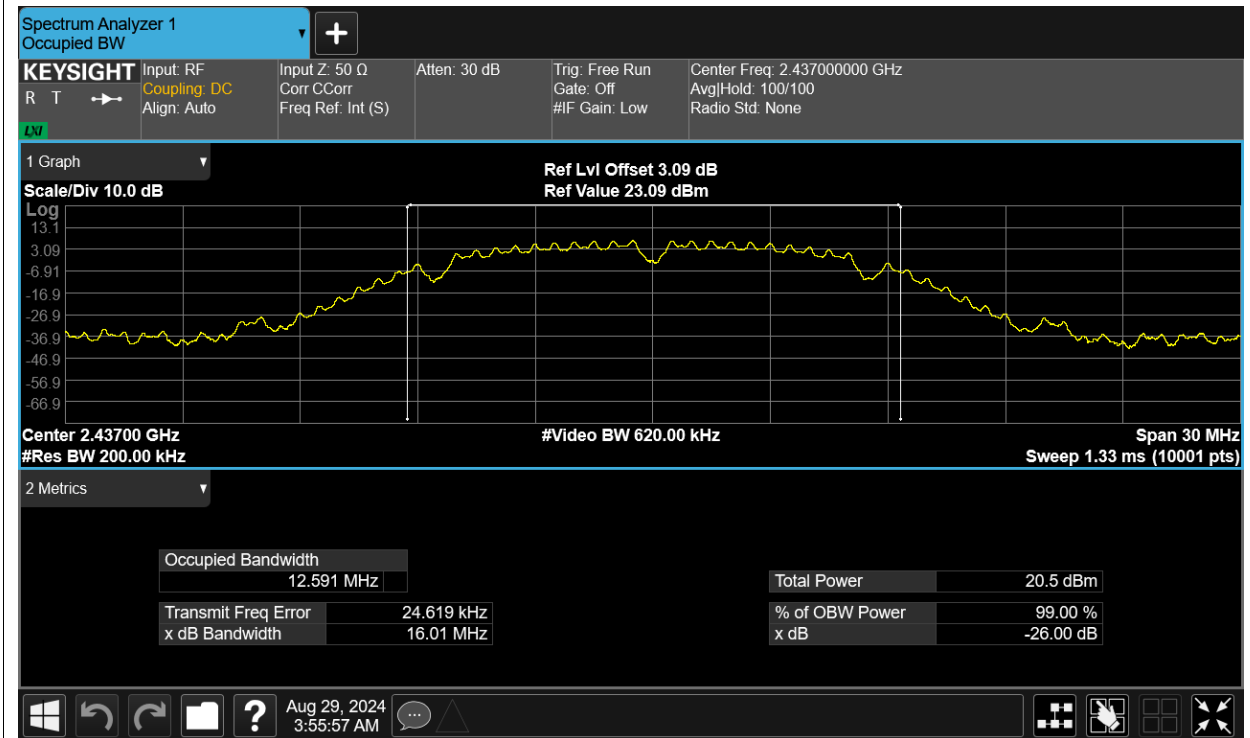 Spectrum Analyzer 1
Occupied BW
KEYSIGHT
R T
LXI
Input: RF
Coupling: DC
Align: Auto
Input Z: 50 Ω
Corr CCorr
Freq Ref: Int (S)
Atten: 30 dB
Trig: Free Run
Gate: Off
#IF Gain: Low
Center Freq: 2.437000000 GHz
Avg|Hold: 100/100
Radio Std: None
1 Graph
Scale/Div 10.0 dB
Ref Lvl Offset 3.09 dB
Ref Value 23.09 dBm
Log
13.1
3.09
-6.91
-16.9
-26.9
-36.9
-46.9
-56.9
-66.9
Center 2.43700 GHz
#Video BW 620.00 kHz
Span 30 MHz
#Res BW 200.00 kHz
Sweep 1.33 ms (10001 pts)
2 Metrics
Occupied Bandwidth
12.591 MHz
Total Power 20.5 dBm
Transmit Freq Error 24.619 kHz
% of OBW Power 99.00 %
x dB Bandwidth 16.01 MHz
x dB -26.00 dB
?
Aug 29, 2024
3:55:57 AM